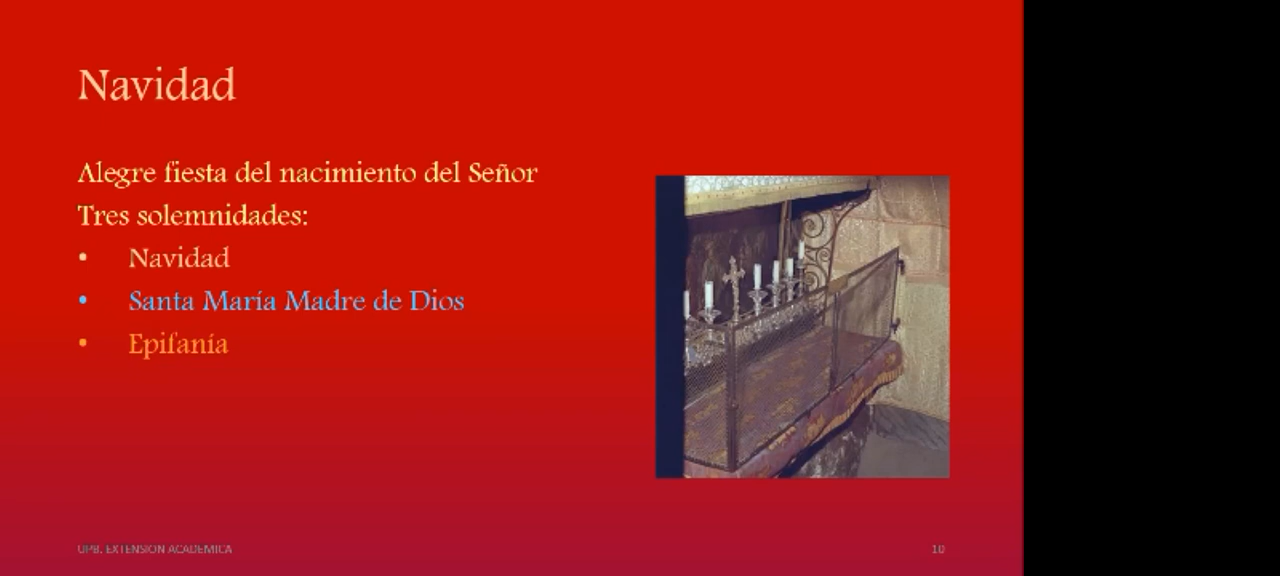 Navidad
Alegre fiesta del nacimiento del Señor
Tres solemnidades:
• Navidad
• Santa María Madre de Dios
• Epifanía
UPB. EXTENSION ACADEMICA
10